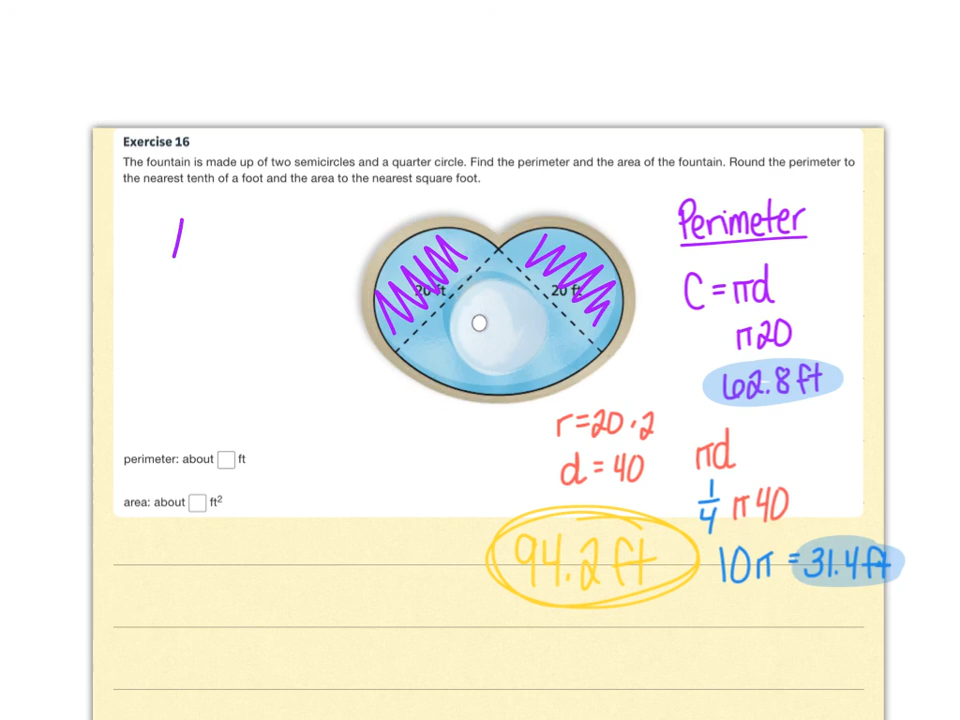 Exercise 16
The fountain is made up of two semicircles and a quarter circle. Find the perimeter and the area of the fountain. Round the perimeter to
the nearest tenth of a foot and the area to the nearest square foot.
Perimeter
20 ft
20 ft
C = πd
π20
62.8 ft
r=20·2
d = 40
πd
1/4 π40
perimeter: about ft
area: about ft²
94.2 ft
10π = 31.4 ft